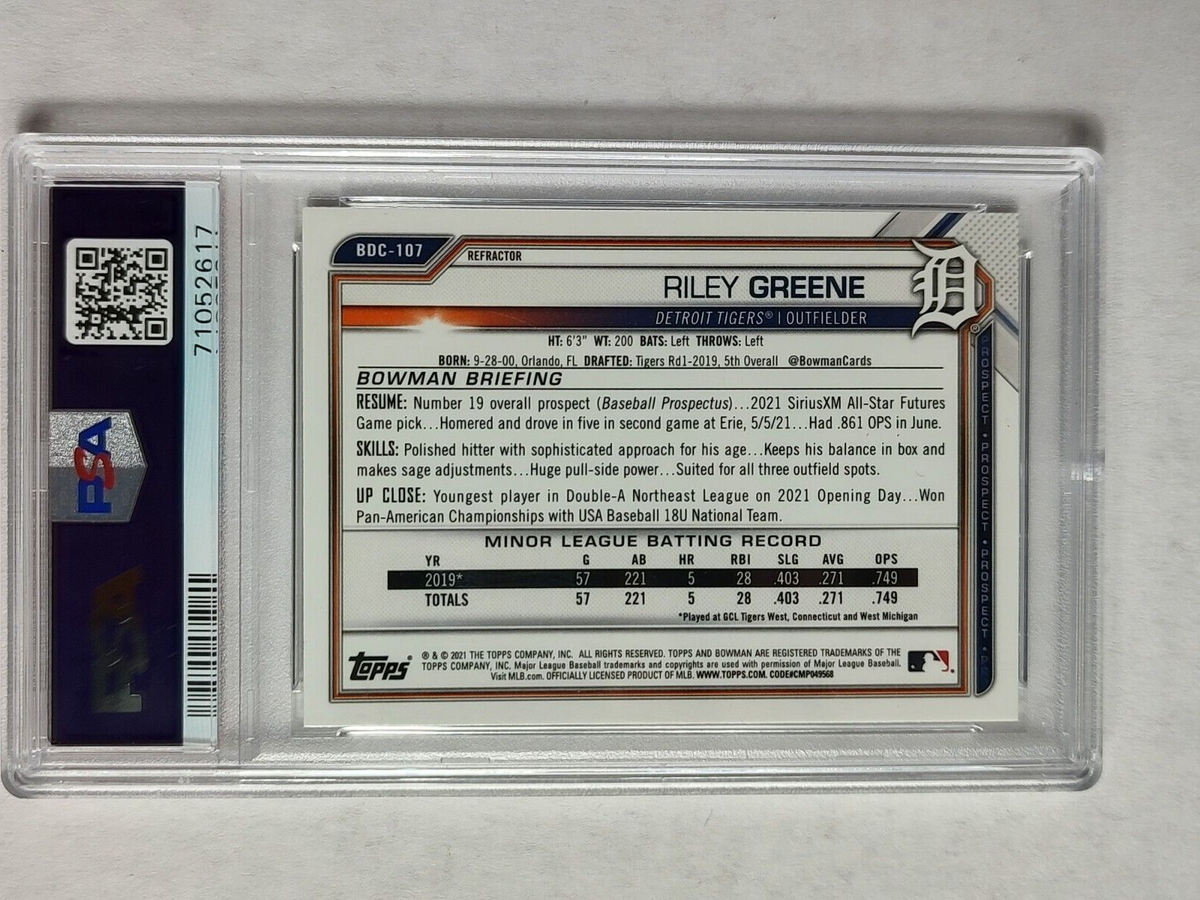 PSA
PSA
71052617
BDC-107
REFRACTOR
RILEY GREENE
DETROIT TIGERS® | OUTFIELDER
D
®
HT: 6'3" WT: 200 BATS: Left THROWS: Left
BORN: 9-28-00, Orlando, FL DRAFTED: Tigers Rd1-2019, 5th Overall @BowmanCards
BOWMAN BRIEFING
RESUME: Number 19 overall prospect (Baseball Prospectus)...2021 SiriusXM All-Star Futures
Game pick...Homered and drove in five in second game at Erie, 5/5/21...Had .861 OPS in June.
SKILLS: Polished hitter with sophisticated approach for his age...Keeps his balance in box and
makes sage adjustments...Huge pull-side power...Suited for all three outfield spots.
UP CLOSE: Youngest player in Double-A Northeast League on 2021 Opening Day...Won
Pan-American Championships with USA Baseball 18U National Team.
MINOR LEAGUE BATTING RECORD
YR G AB HR RBI SLG AVG OPS
2019* 57 221 5 28 .403 .271 .749
TOTALS 57 221 5 28 .403 .271 .749
*Played at GCL Tigers West, Connecticut and West Michigan
topps®
® & © 2021 THE TOPPS COMPANY, INC. ALL RIGHTS RESERVED. TOPPS AND BOWMAN ARE REGISTERED TRADEMARKS OF THE
TOPPS COMPANY, INC. Major League Baseball trademarks and copyrights are used with permission of Major League Baseball.
Visit MLB.com. OFFICIALLY LICENSED PRODUCT OF MLB. WWW.TOPPS.COM. CODE#CMP049568
PROSPECT • PROSPECT • PROSPECT • PR